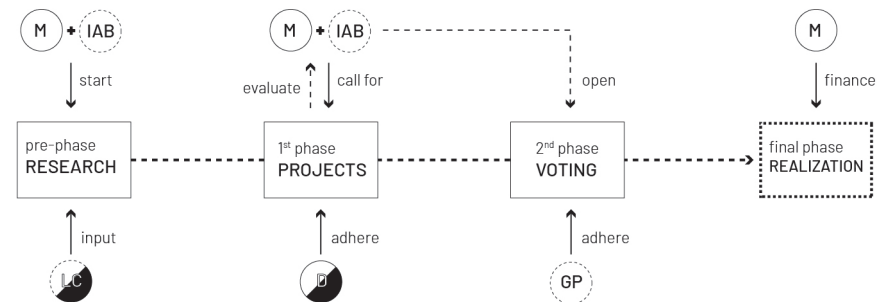 M + IAB
M + IAB
M
start
evaluate
call for
open
finance
pre-phase
RESEARCH
1st phase
PROJECTS
2nd phase
VOTING
final phase
REALIZATION
input
adhere
adhere
LC
D
GP